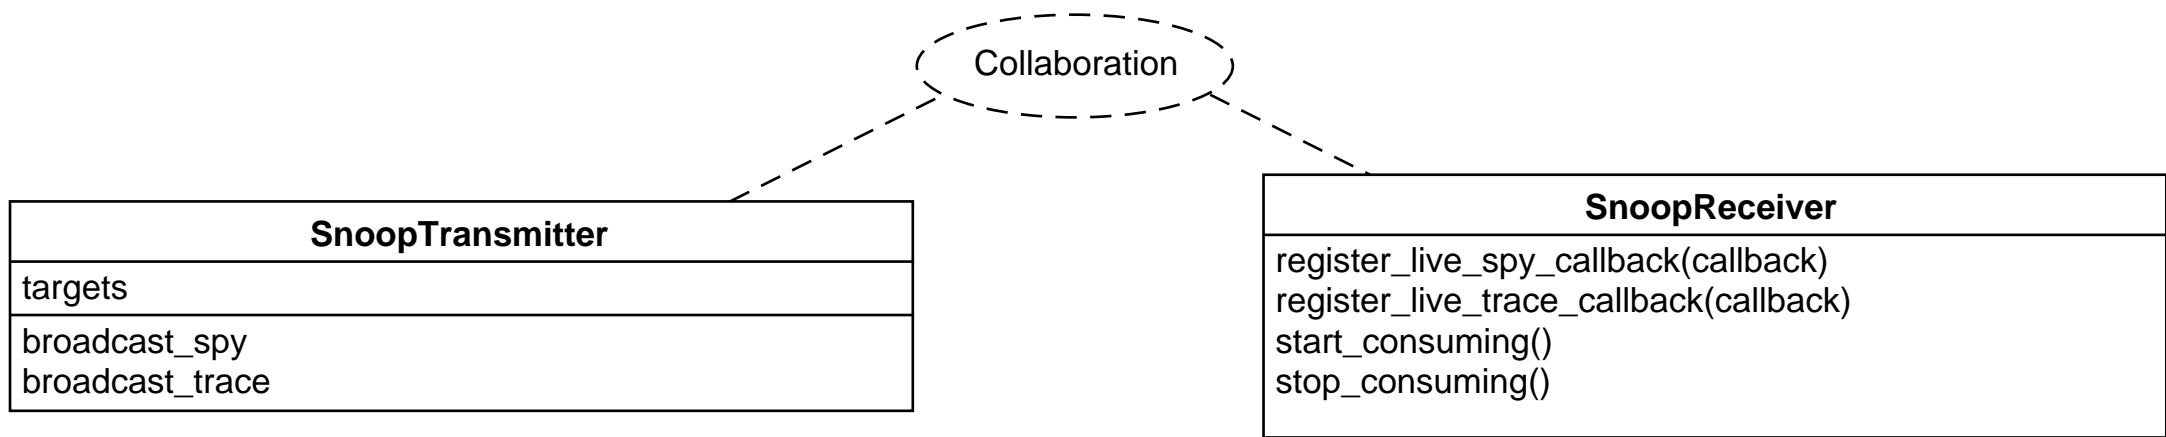 Collaboration
SnoopTransmitter
targets
broadcast_spy
broadcast_trace
SnoopReceiver
register_live_spy_callback(callback)
register_live_trace_callback(callback)
start_consuming()
stop_consuming()